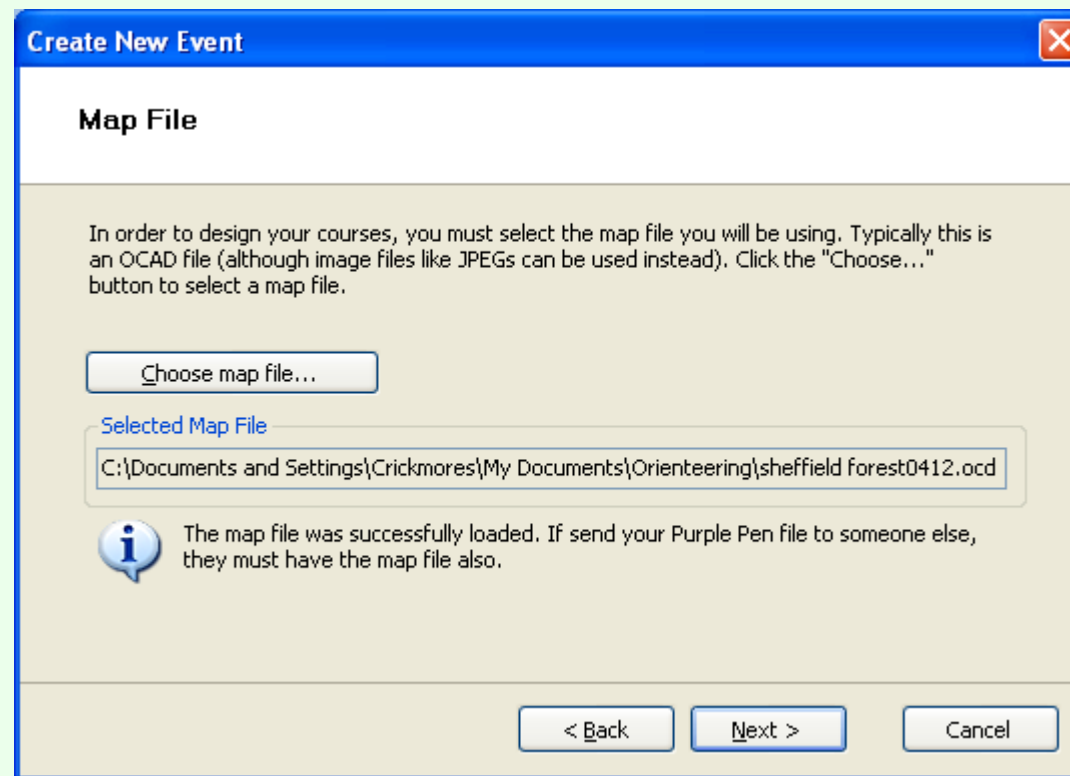 Create New Event
Map File
In order to design your courses, you must select the map file you will be using. Typically this is
an OCAD file (although image files like JPEGs can be used instead). Click the "Choose..."
button to select a map file.
Choose map file...
Selected Map File
C:\Documents and Settings\Crickmores\My Documents\Orienteering\sheffield forest0412.ocd
The map file was successfully loaded. If send your Purple Pen file to someone else,
they must have the map file also.
< Back Next > Cancel